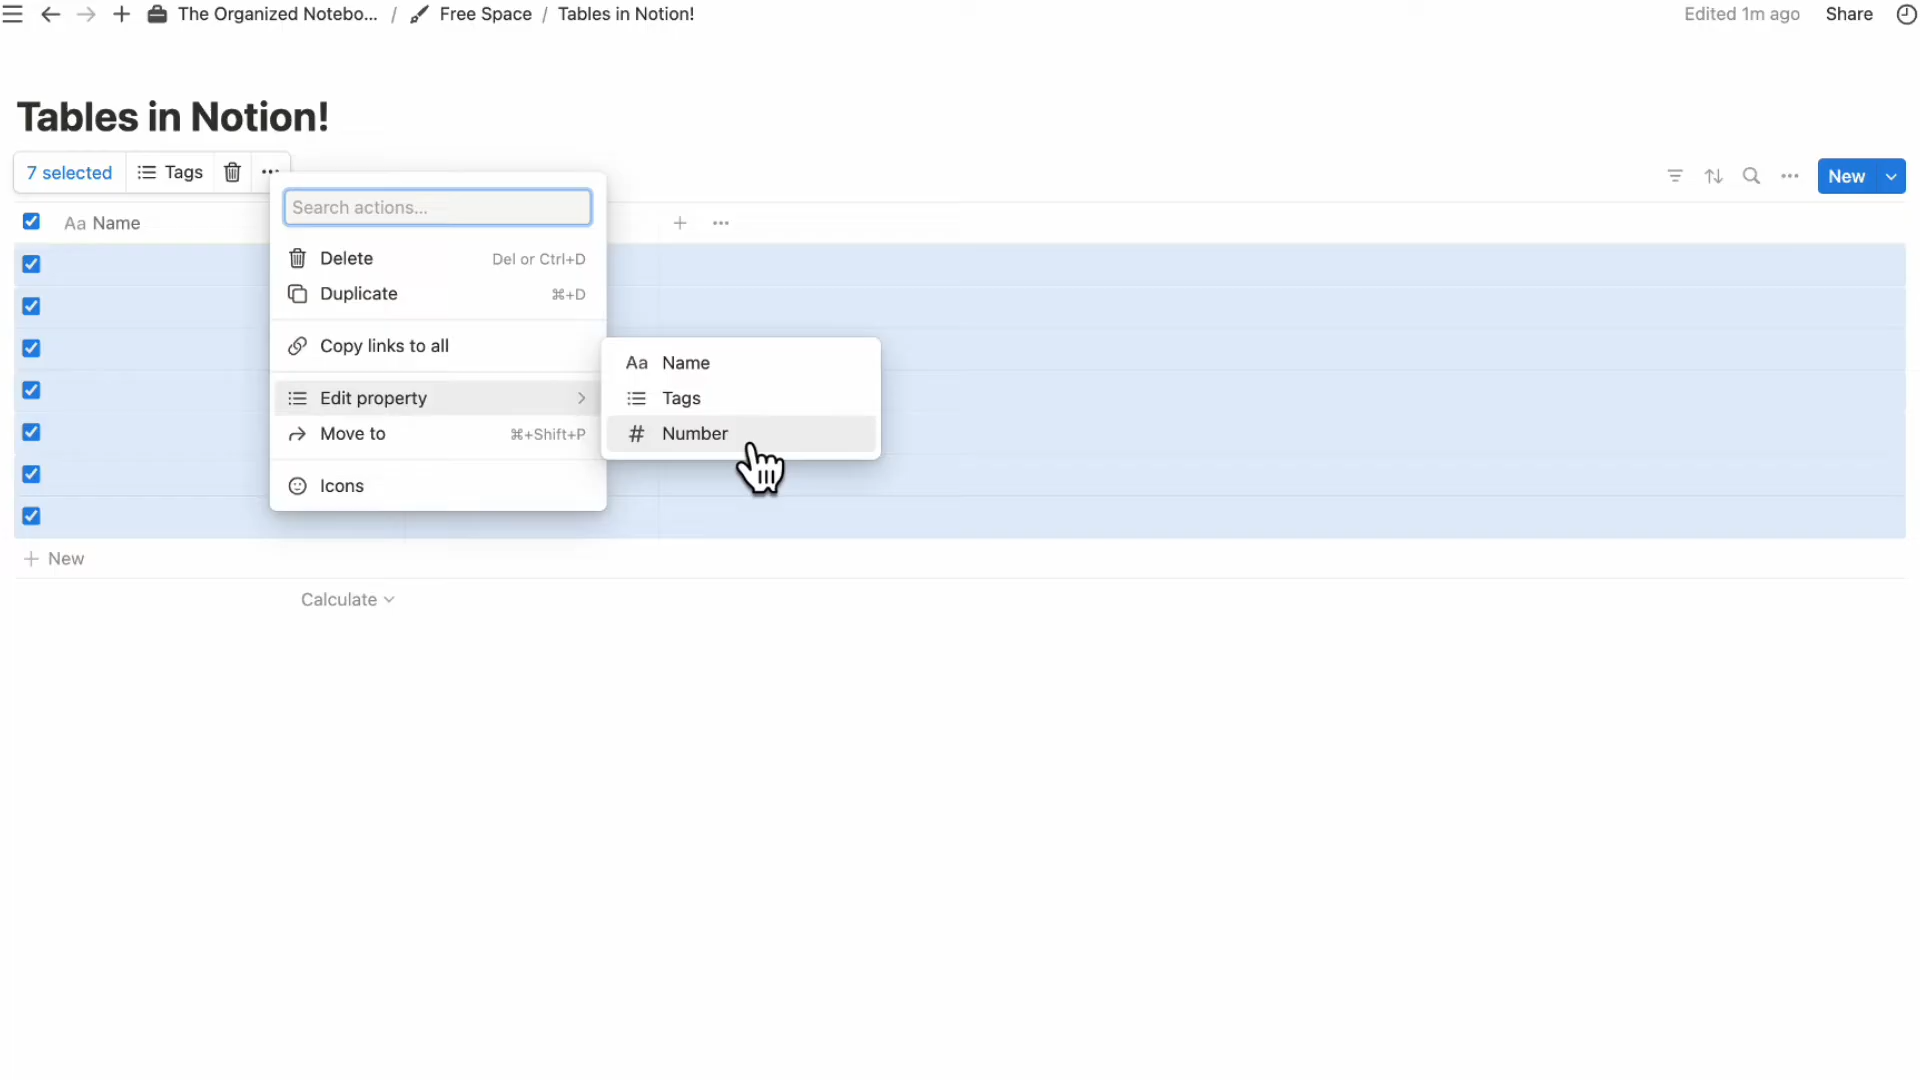 The Organized Notebo... / Free Space / Tables in Notion!
Edited 1m ago Share
Tables in Notion!
7 selected Tags
New
Search actions...
Aa Name
Delete Del or Ctrl+D
Duplicate ⌘+D
Copy links to all
Aa Name
Edit property
Tags
Move to ⌘+Shift+P
# Number
Icons
+ New
Calculate